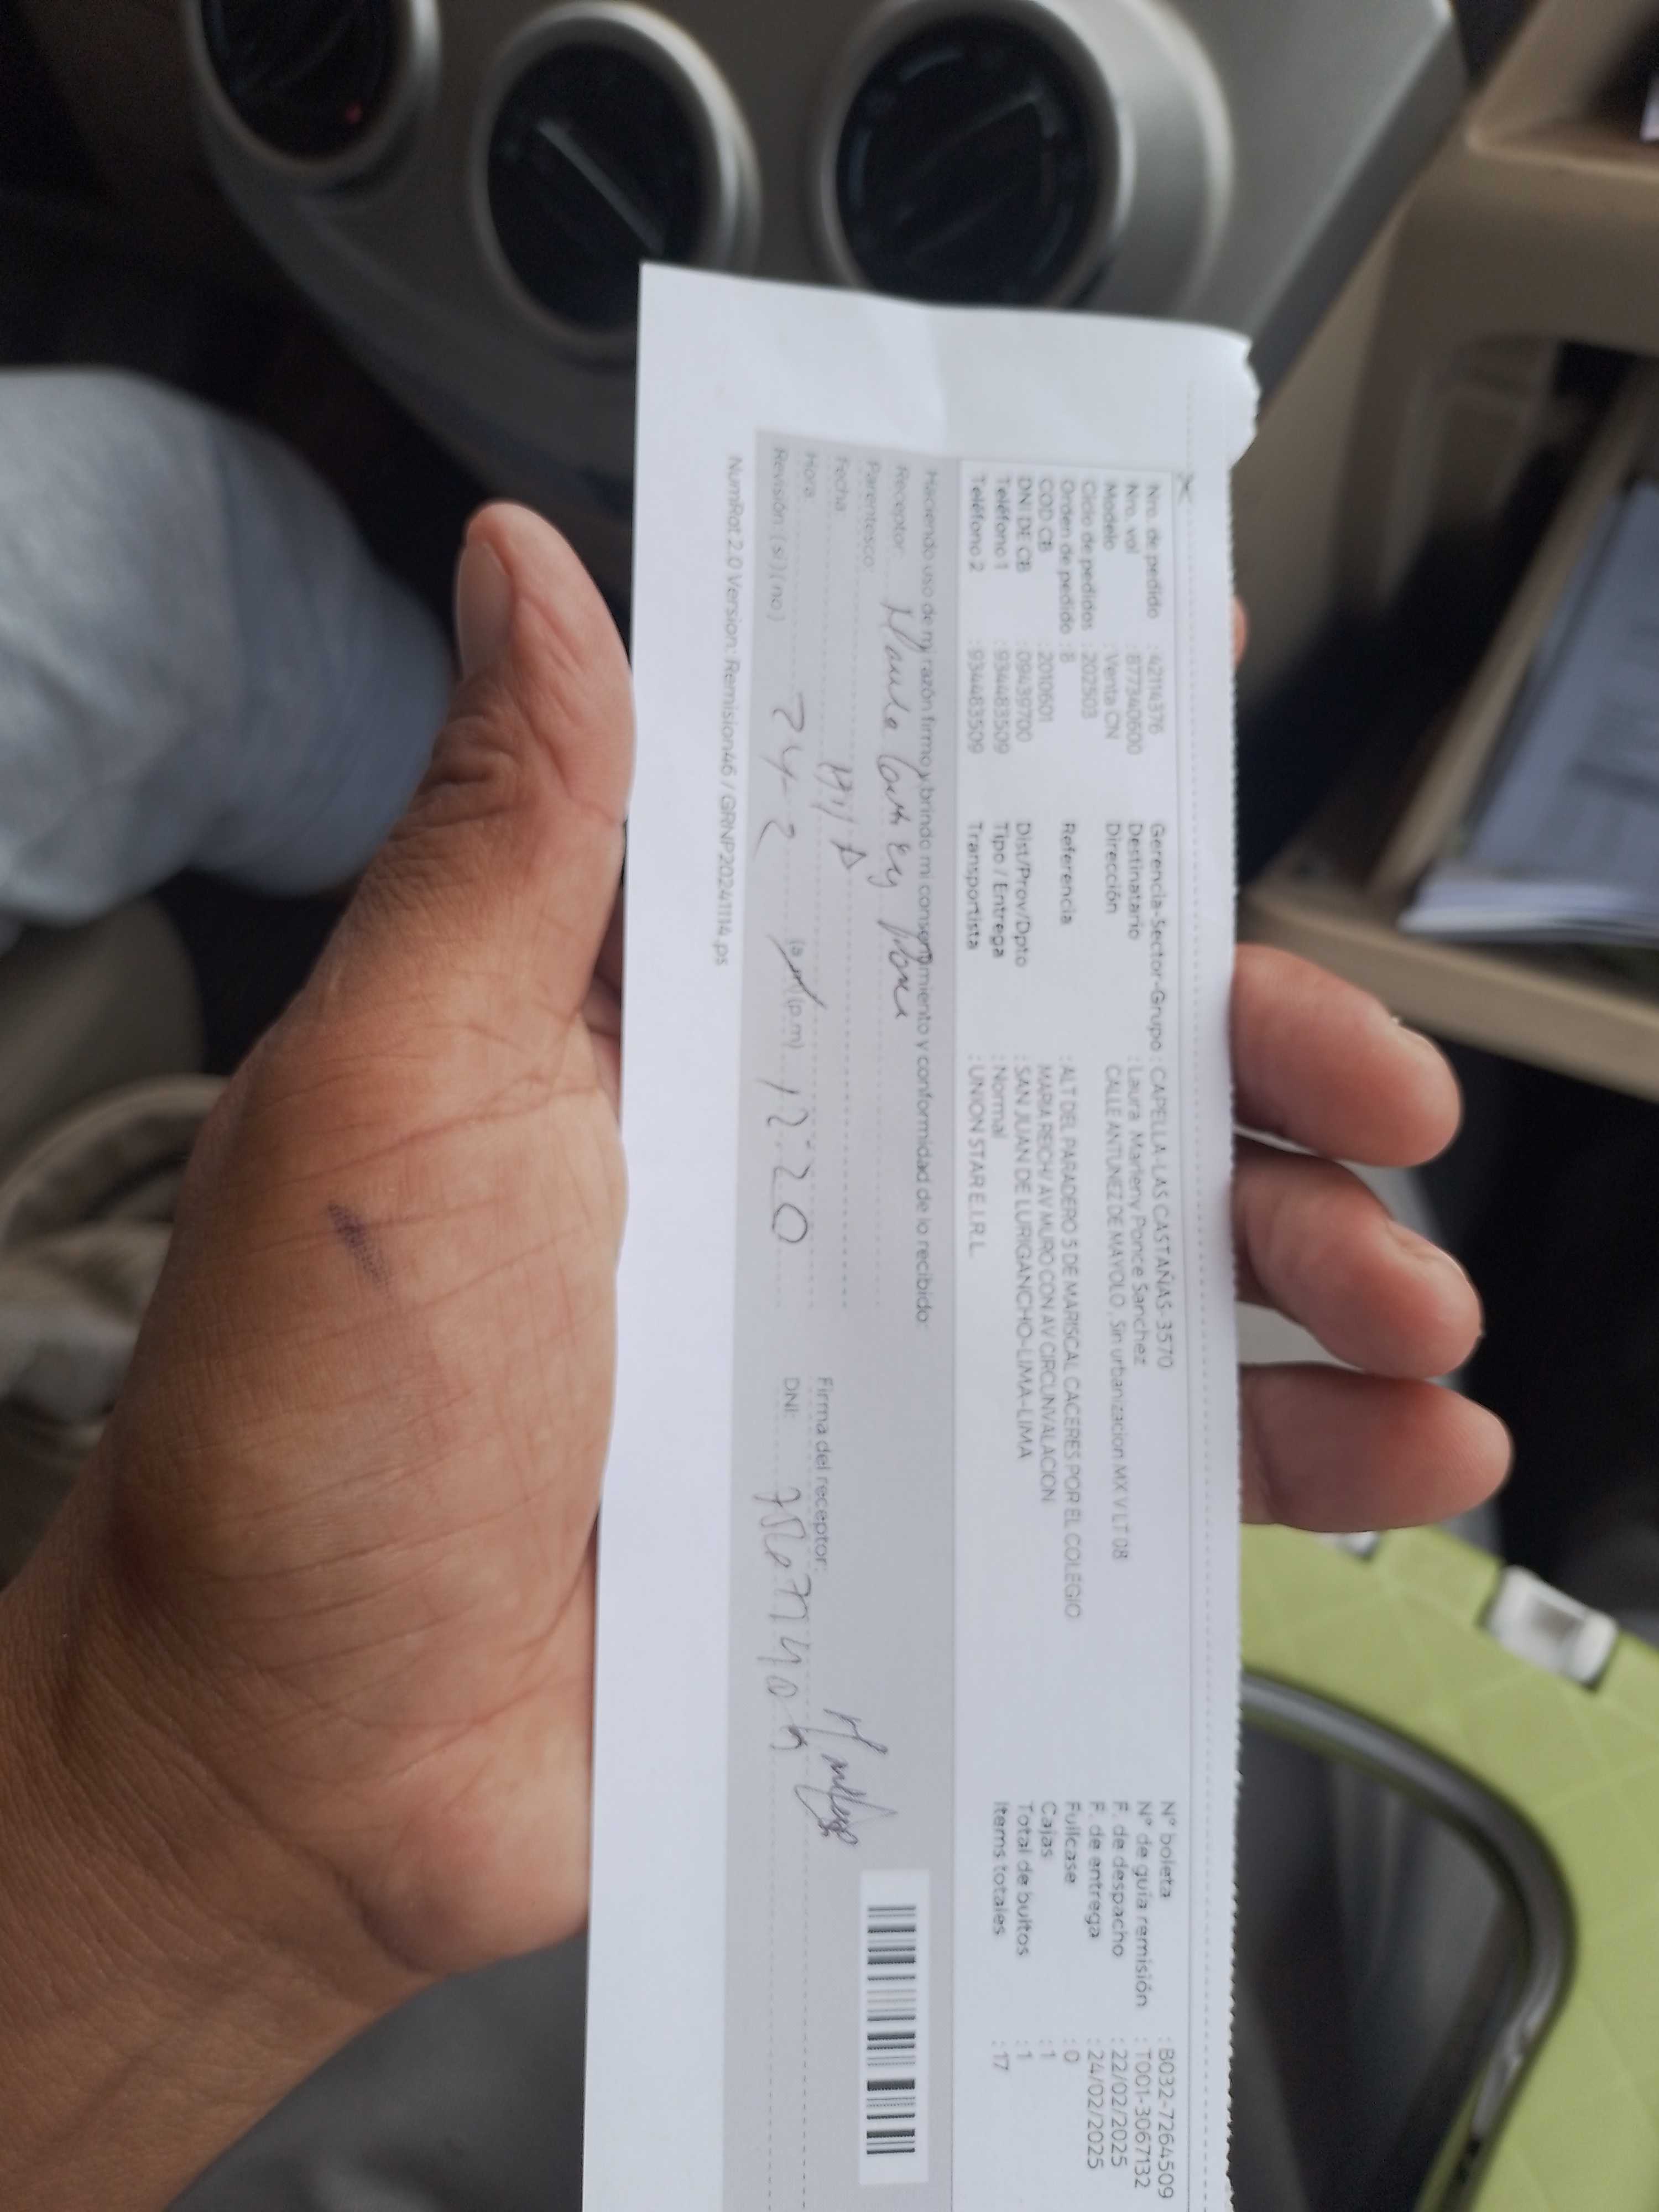 Nro. de pedido : 42114376
Nro. val : 877340600
Modelo : Venta CN
Ciclo de pedidos : 202503
Orden de pedido : 8
COD CB : 2010601
DNI DE CB : 09439700
Teléfono 1 : 934483509
Teléfono 2 : 934483509
Gerencia-Sector-Grupo : CAPELLA-LAS CASTAÑAS-3570
Destinatario : Laura Marleny Ponce Sanchez
Dirección CALLE ANTUNEZ DE MAYOLO , Sin urbanizacion MX V LT 08
Referencia : ALT DEL PARADERO 5 DE MARISCAL CACERES POR EL COLEGIO
MARIA REICH/ AV MURO CON AV CIRCUNVALACION
Dist/Prov/Dpto : SAN JUAN DE LURIGANCHO-LIMA-LIMA
Tipo / Entrega : Normal
Transportista : UNION STAR E.I.R.L.
N° boleta : B032-7264509
N° de guía remisión : T001-3067132
F. de despacho : 22/02/2025
F. de entrega : 24/02/2025
Fullcase : 0
Cajas : 1
Total de bultos : 1
Items totales : 17
Haciendo uso de mi razón firmo y brindo mi consentimiento y conformidad de lo recibido:
Receptor:
Parentesco:
Fecha: HIJA
Hora:
Revisión (si) (no) 24-2 (a.m) (p.m) 12:20
Firma del receptor:
DNI:
NumRat 2.0 Version: Remision46 / GRNP20241114.ps